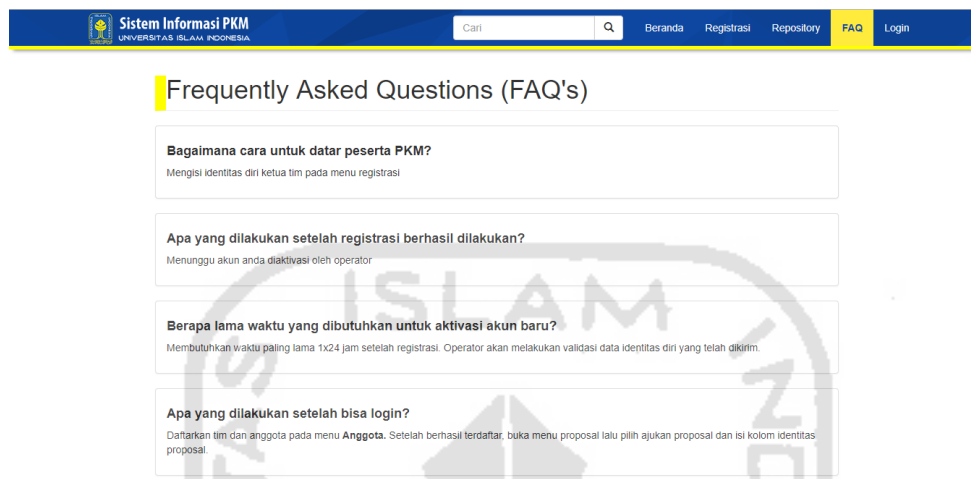 Sistem Informasi PKM
UNIVERSITAS ISLAM INDONESIA
Cari
Beranda
Registrasi
Repository
FAQ
Login
Frequently Asked Questions (FAQ's)
Bagaimana cara untuk datar peserta PKM?
Mengisi identitas diri ketua tim pada menu registrasi
Apa yang dilakukan setelah registrasi berhasil dilakukan?
Menunggu akun anda diaktivasi oleh operator
Berapa lama waktu yang dibutuhkan untuk aktivasi akun baru?
Membutuhkan waktu paling lama 1x24 jam setelah registrasi. Operator akan melakukan validasi data identitas diri yang telah dikirim.
Apa yang dilakukan setelah bisa login?
Daftarkan tim dan anggota pada menu Anggota. Setelah berhasil terdaftar, buka menu proposal lalu pilih ajukan proposal dan isi kolom identitas
proposal.
ISLAM